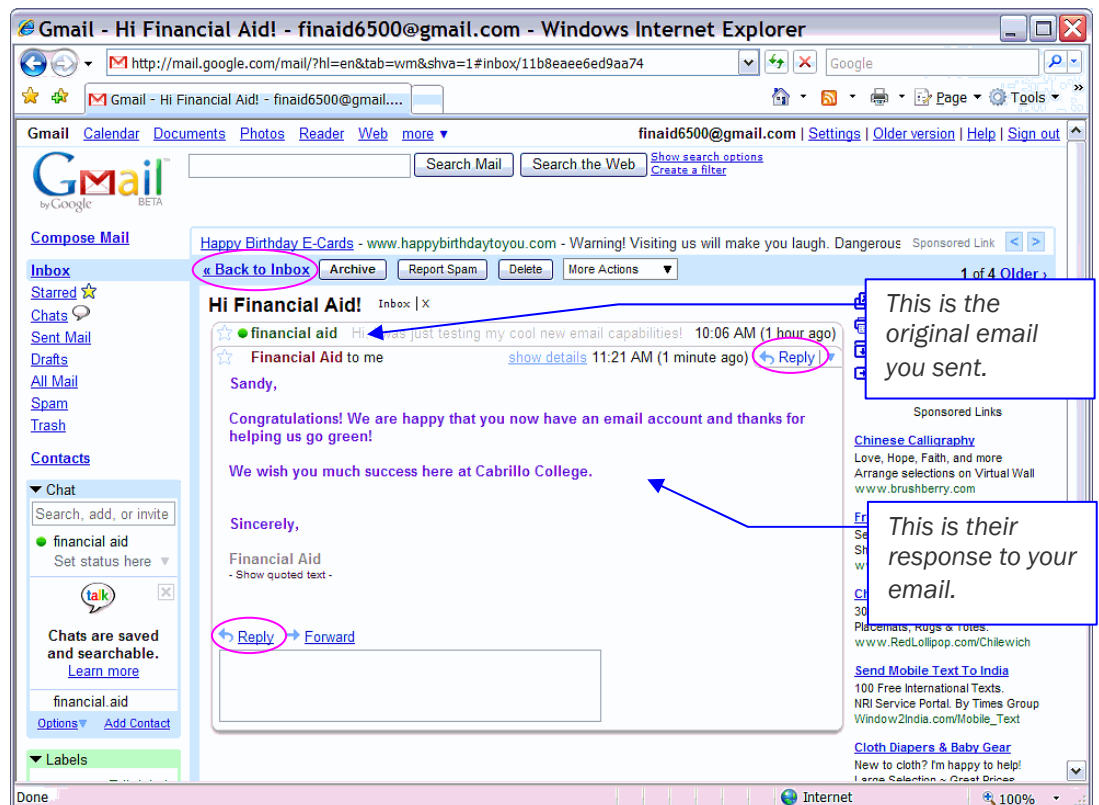 Gmail - Hi Financial Aid! - finaid6500@gmail.com - Windows Internet Explorer
http://mail.google.com/mail/?hl=en&tab=wm&shva=1#inbox/11b8eaee6ed9aa74
Google
Gmail - Hi Financial Aid! - finaid6500@gmail....
Page
Tools
Gmail Calendar Documents Photos Reader Web more ▼
finaid6500@gmail.com | Settings | Older version | Help | Sign out
Gmail
by Google BETA
Search Mail
Search the Web
Show search options
Create a filter
Compose Mail
Happy Birthday E-Cards - www.happybirthdaytoyou.com - Warning! Visiting us will make you laugh. Dangerous
Sponsored Link < >
Inbox
Starred
Chats
Sent Mail
Drafts
All Mail
Spam
Trash
Contacts
« Back to Inbox Archive Report Spam Delete More Actions ▼
1 of 4 Older ›
Hi Financial Aid! Inbox | X
financial aid Hi, was just testing my cool new email capabilities! 10:06 AM (1 hour ago)
Financial Aid to me show details 11:21 AM (1 minute ago) Reply
Sandy,
Congratulations! We are happy that you now have an email account and thanks for
helping us go green!
We wish you much success here at Cabrillo College.
Sincerely,
Financial Aid
- Show quoted text -
Reply Forward
This is the
original email
you sent.
This is their
response to your
email.
▼ Chat
Search, add, or invite
financial aid
Set status here ▼
talk
Chats are saved
and searchable.
Learn more
financial.aid
Options▼ Add Contact
▼ Labels
Sponsored Links
Chinese Calligraphy
Love, Hope, Faith, and more
Arrange selections on Virtual Wall
www.brushberry.com
Placemats, Rugs & Totes.
www.RedLollipop.com/Chilewich
Send Mobile Text To India
100 Free International Texts.
NRI Service Portal. By Times Group
Window2India.com/Mobile_Text
Cloth Diapers & Baby Gear
New to cloth? I'm happy to help!
Large Selection ~ Great Prices
Done
Internet
100%